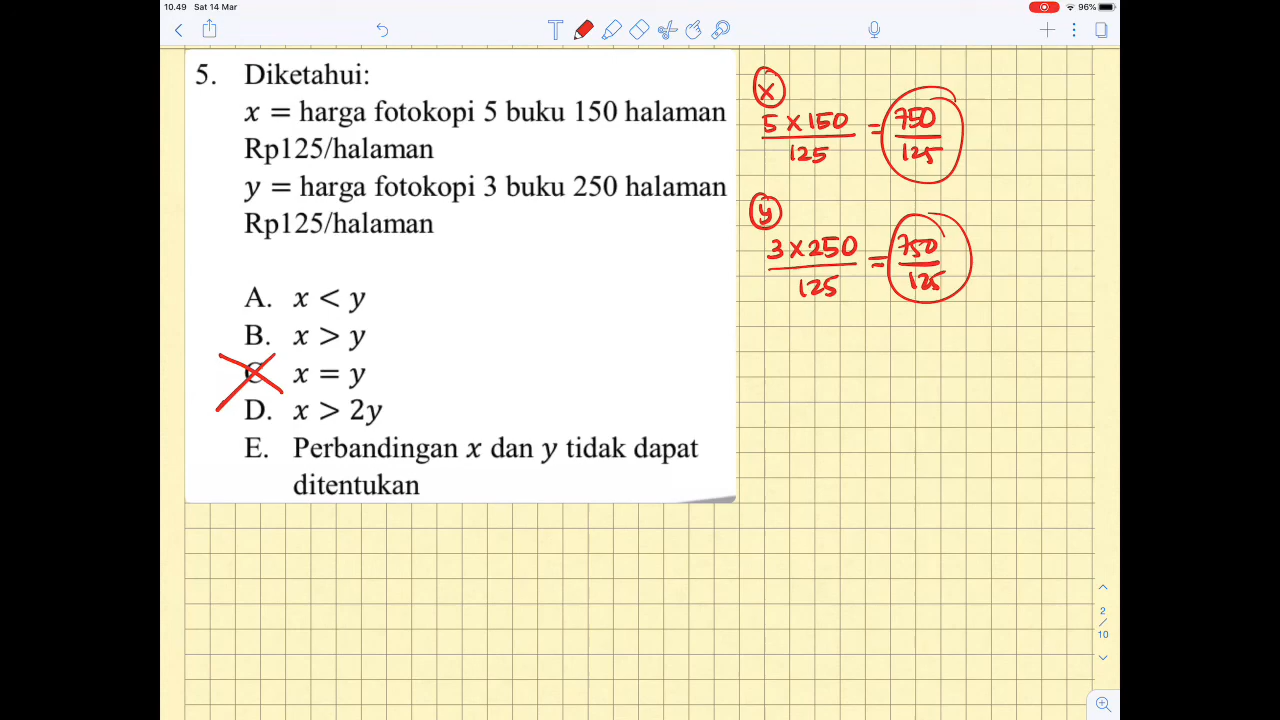 10.49 Sat 14 Mar
96%
T
5. Diketahui:
x = harga fotokopi 5 buku 150 halaman
Rp125/halaman
y = harga fotokopi 3 buku 250 halaman
Rp125/halaman
A. x < y
B. x > y
C x = y
D. x > 2y
E. Perbandingan x dan y tidak dapat
ditentukan
x
5 x 150 / 125 = 750 / 125
y
3 x 250 / 125 = 750 / 125
2
/
10